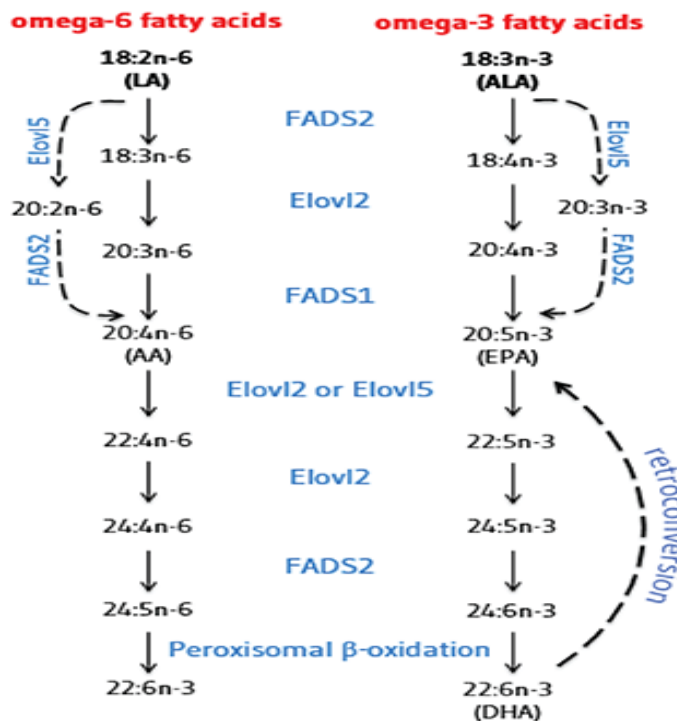 omega-6 fatty acids omega-3 fatty acids
18:2n-6 18:3n-3
(LA) (ALA)
FADS2
Elovl5 Elovl5
18:3n-6 18:4n-3
Elovl2
20:2n-6 20:3n-3
FADS2 FADS2
20:3n-6 20:4n-3
FADS1
20:4n-6 20:5n-3
(AA) (EPA)
Elovl2 or Elovl5
22:4n-6 22:5n-3
Elovl2
retroconversion
24:4n-6 24:5n-3
FADS2
24:5n-6 24:6n-3
Peroxisomal β-oxidation
22:6n-3 22:6n-3
(DHA)